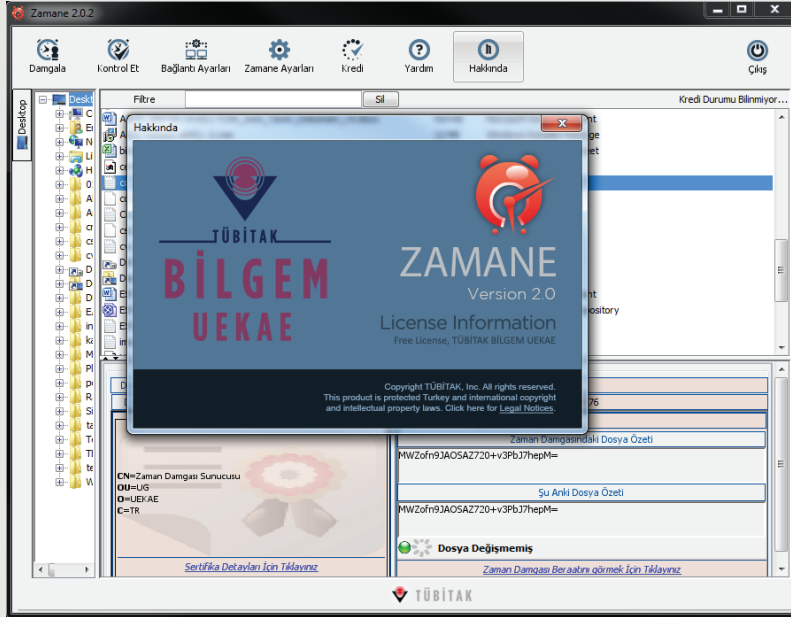 Zamane 2.0.2
Damgala
Kontrol Et
Bağlantı Ayarları
Zamane Ayarları
Kredi
Yardım
Hakkında
Çıkış
Desktop
Filtre
Sil
Kredi Durumu Bilinmiyor...
Hakkında
TÜBİTAK
BİLGEM
UEKAE
ZAMANE
Version 2.0
License Information
Free License, TÜBİTAK BİLGEM UEKAE
Copyright TÜBİTAK, Inc. All rights reserved.
This product is protected Turkey and international copyright
and intellectual property laws. Click here for Legal Notices.
Zaman Damgasındaki Dosya Özeti
MWZofn9JAOSAZ720+v3PbJ7hepM=
CN=Zaman Damgası Sunucusu
OU=UG
O=UEKAE
C=TR
Şu Anki Dosya Özeti
MWZofn9JAOSAZ720+v3PbJ7hepM=
Dosya Değişmemiş
Sertifika Detayları İçin Tıklayınız
Zaman Damgası Beraatını görmek İçin Tıklayınız
TÜBİTAK